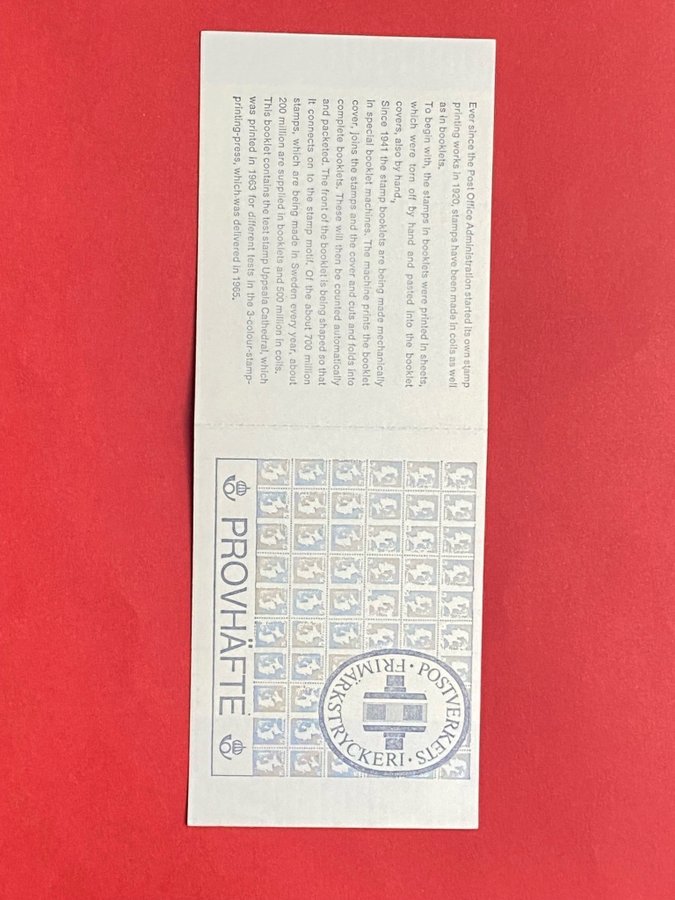 Ever since the Post Office Administration started its own stamp
printing works in 1920, stamps have been made in coils as well
as in booklets.
To begin with, the stamps in booklets were printed in sheets,
which were torn off by hand and pasted into the booklet
covers, also by hand.
Since 1941 the stamp booklets are being made mechanically
in special booklet machines. The machine prints the booklet
cover, joins the stamps and the cover and cuts and folds into
complete booklets. These will then be counted automatically
and packeted. The front of the booklet is being shaped so that
it connects on to the stamp motif. Of the about 700 million
stamps, which are being made in Sweden every year, about
200 million are supplied in booklets and 500 million in coils.
This booklet contains the test stamp Uppsala Cathedral, which
was printed in 1963 for different tests in the 3-colour-stamp-
printing-press, which was delivered in 1965.
POSTVERKETS · FRIMÄRKSTRYCKERI ·
PROVHÄFTE